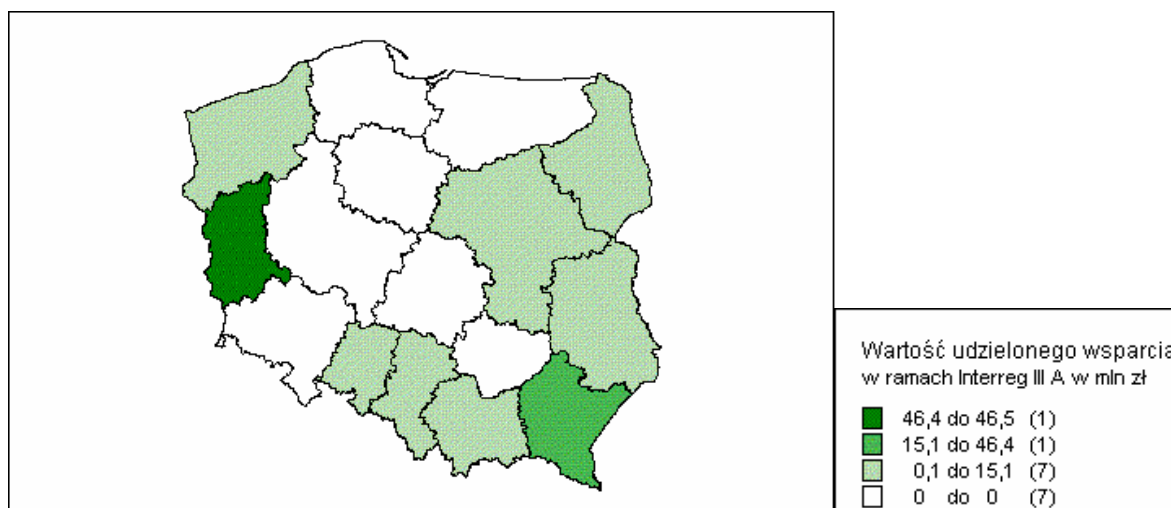 Wartość udzielonego wsparcia
w ramach Interreg III A w mln zł
46,4 do 46,5 (1)
15,1 do 46,4 (1)
0,1 do 15,1 (7)
0 do 0 (7)